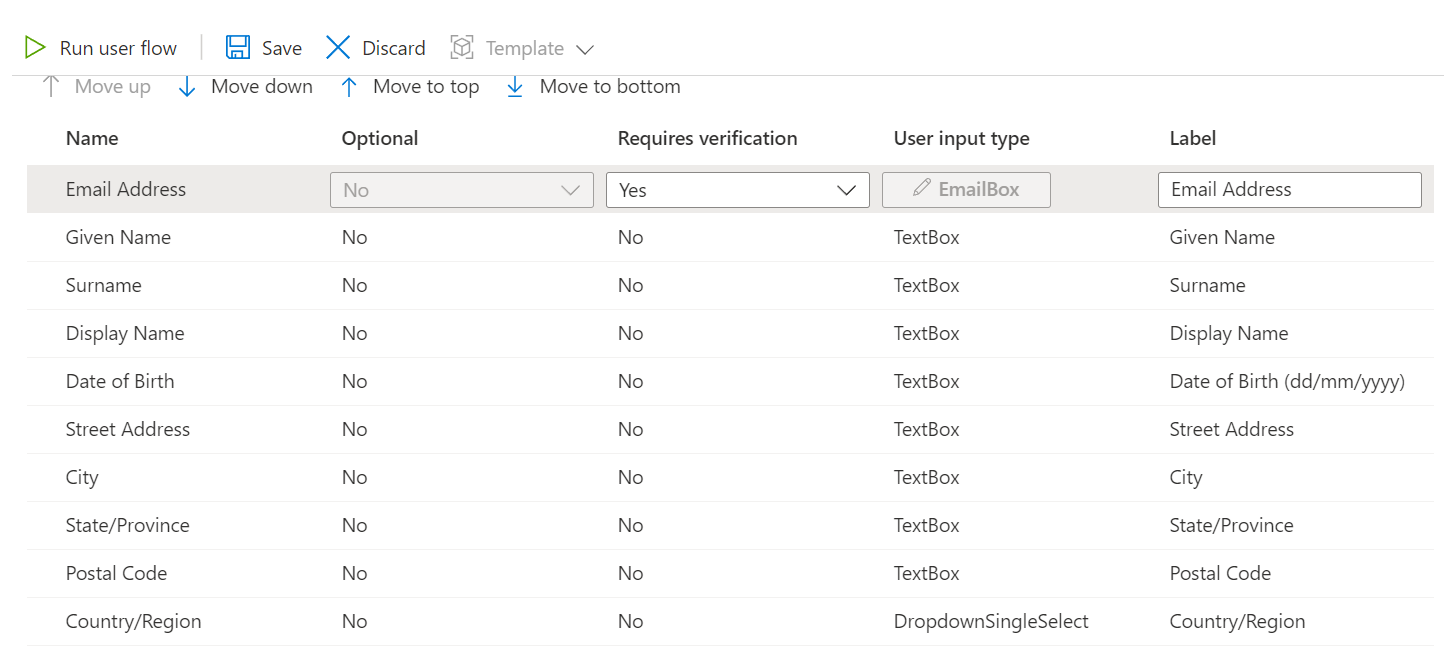 Run user flow Save Discard Template
Move up Move down Move to top Move to bottom
Name Optional Requires verification User input type Label
Email Address No Yes EmailBox Email Address
Given Name No No TextBox Given Name
Surname No No TextBox Surname
Display Name No No TextBox Display Name
Date of Birth No No TextBox Date of Birth (dd/mm/yyyy)
Street Address No No TextBox Street Address
City No No TextBox City
State/Province No No TextBox State/Province
Postal Code No No TextBox Postal Code
Country/Region No No DropdownSingleSelect Country/Region